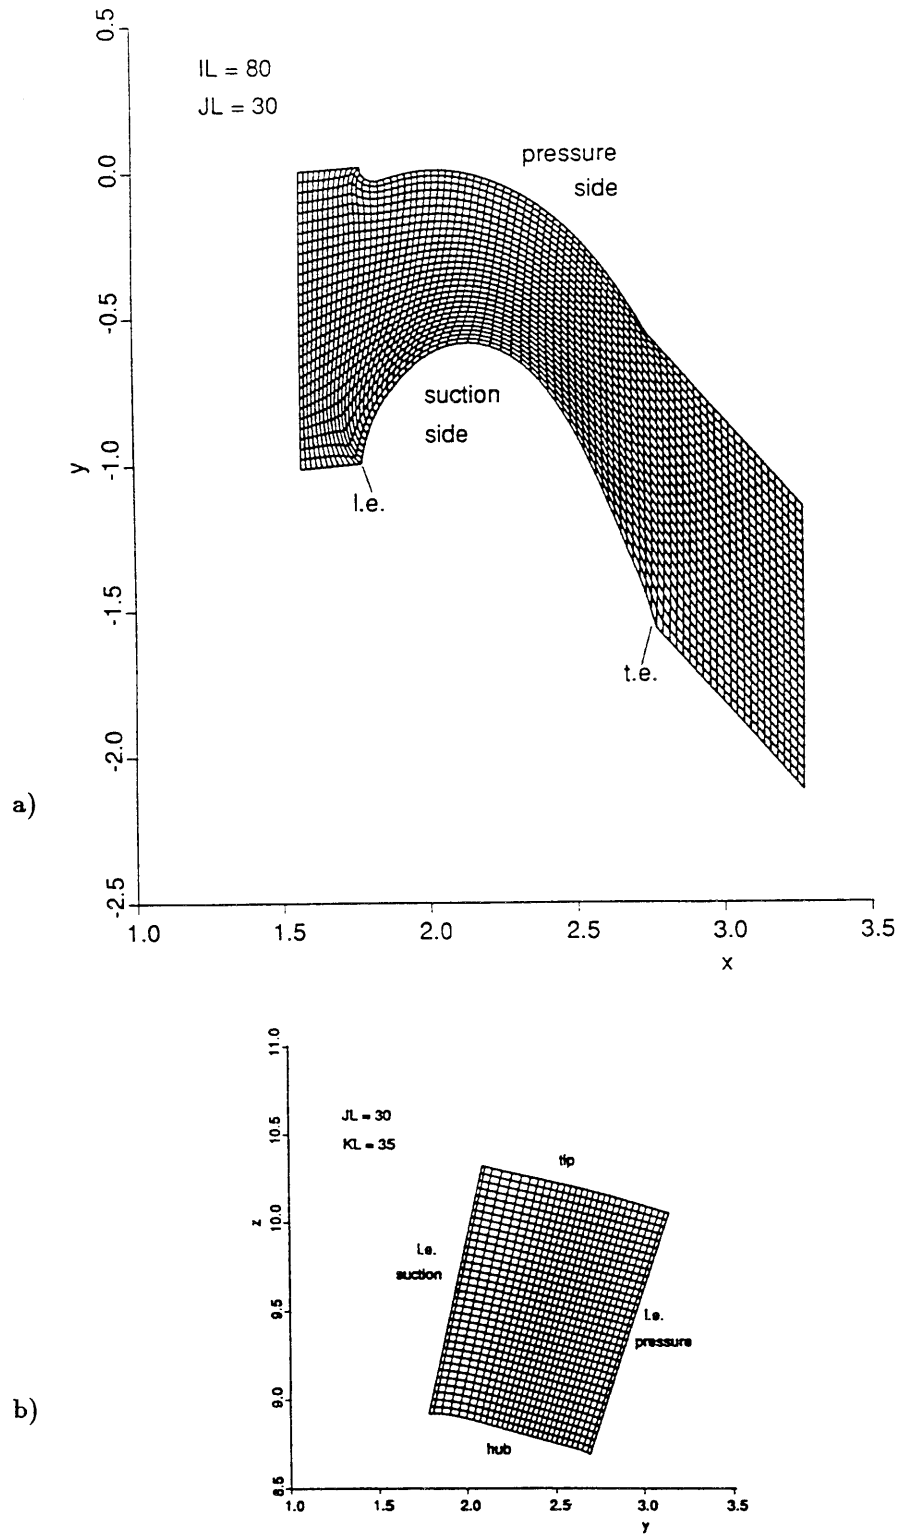 0.5
IL = 80
JL = 30
pressure
side
0.0
-0.5
suction
side
y
-1.0
l.e.
-1.5
t.e.
-2.0
a)
-2.5
1.0 1.5 2.0 2.5 3.0 3.5
x
11.0
JL = 30
KL = 35
10.5
tip
z
10.0
l.e.
suction
9.5
l.e.
pressure
9.0
b)
hub
8.5
1.0 1.5 2.0 2.5 3.0 3.5
y